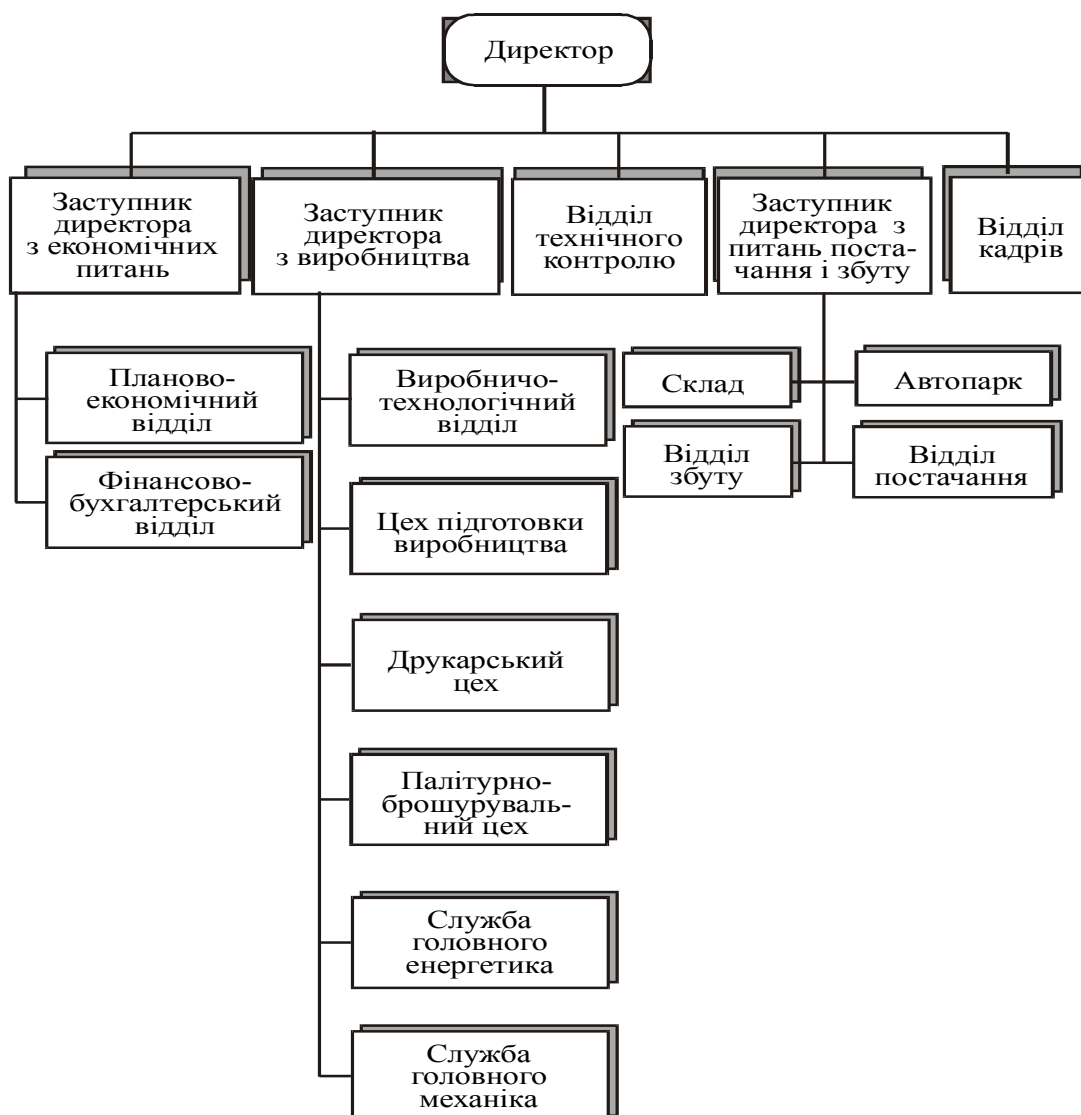 Директор
Заступник
директора
з економічних
питань
Заступник
директора
з виробництва
Відділ
технічного
контролю
Заступник
директора з
питань поста-
чання і збуту
Відділ
кадрів
Планово-
економічний
відділ
Фінансово-
бухгалтерський
відділ
Виробничо-
технологічний
відділ
Цех підготовки
виробництва
Друкарський
цех
Палітурно-
брошуруваль-
ний цех
Служба
головного
енергетика
Служба
головного
механіка
Склад
Автопарк
Відділ
збуту
Відділ
постачання